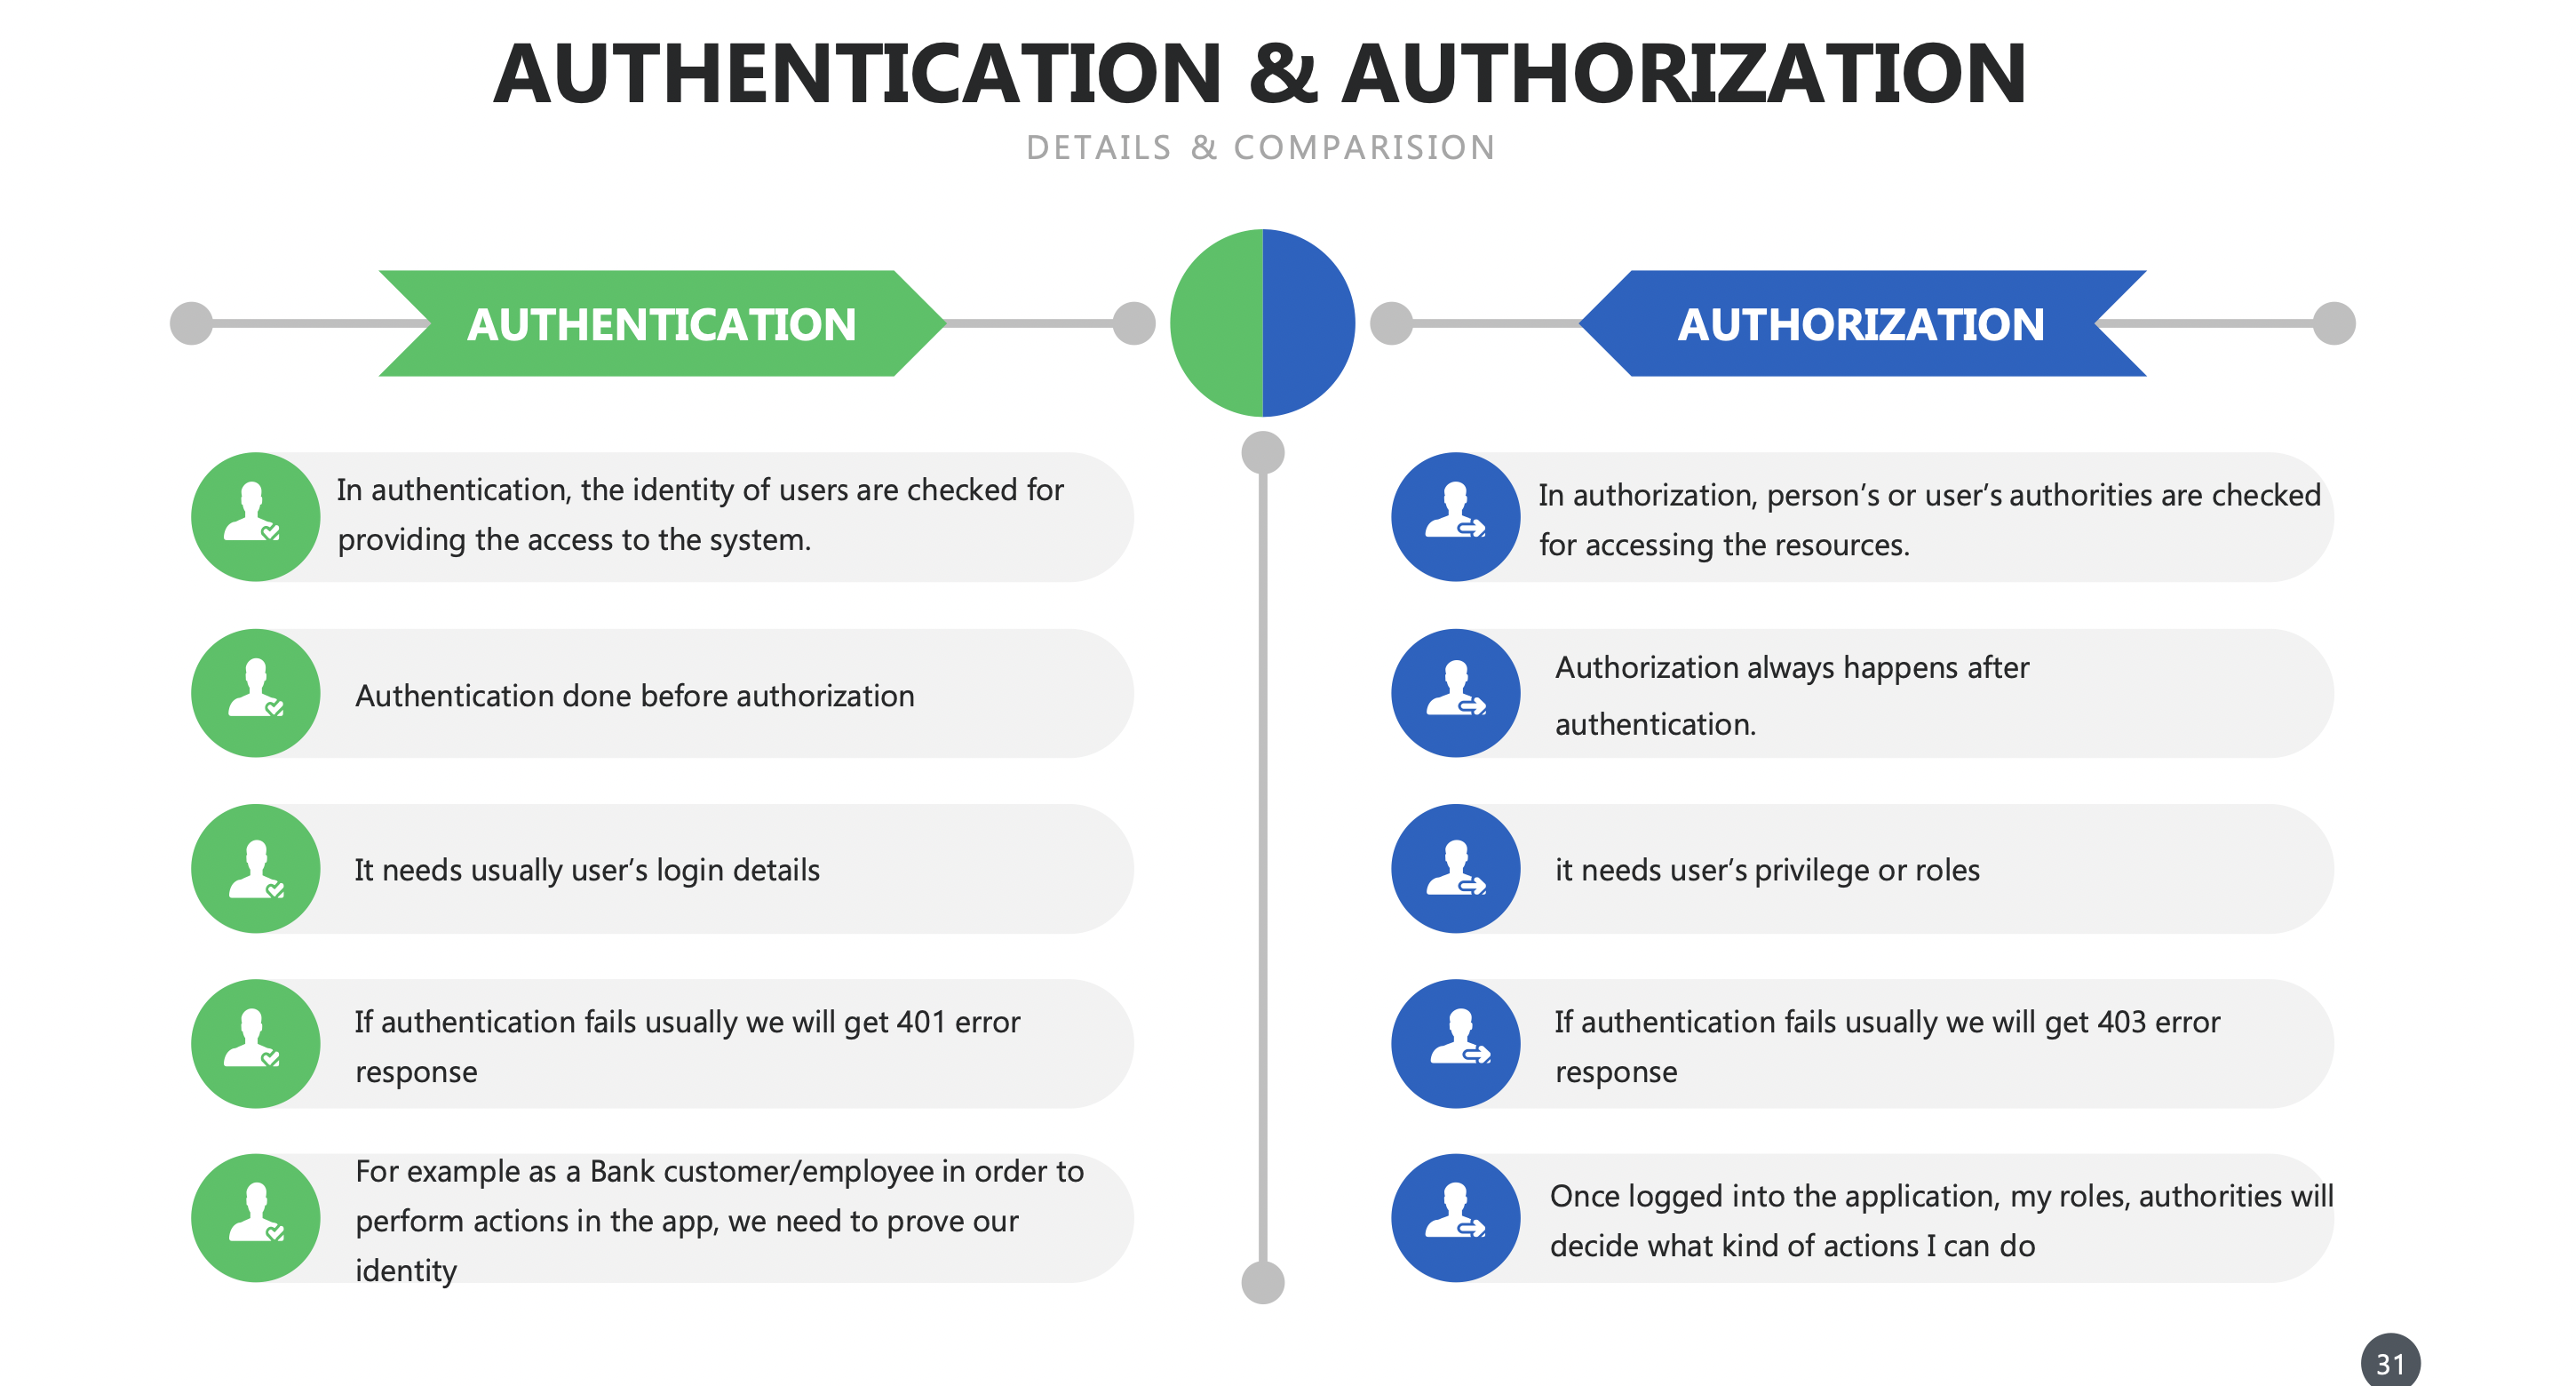 AUTHENTICATION & AUTHORIZATION
DETAILS & COMPARISION
AUTHENTICATION
In authentication, the identity of users are checked for
providing the access to the system.
Authentication done before authorization
It needs usually user’s login details
If authentication fails usually we will get 401 error
response
For example as a Bank customer/employee in order to
perform actions in the app, we need to prove our
identity
AUTHORIZATION
In authorization, person’s or user’s authorities are checked
for accessing the resources.
Authorization always happens after
authentication.
it needs user’s privilege or roles
If authentication fails usually we will get 403 error
response
Once logged into the application, my roles, authorities will
decide what kind of actions I can do
31